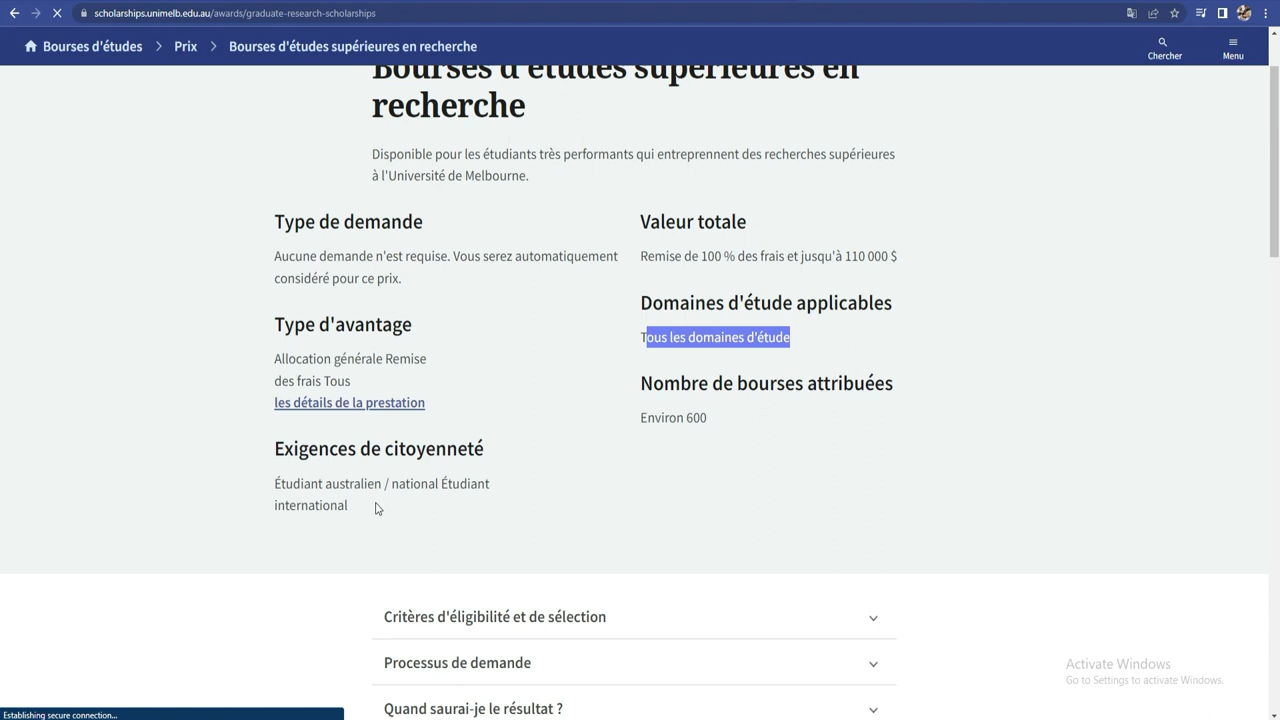 scholarships.unimelb.edu.au/awards/graduate-research-scholarships
Bourses d'études
Prix
Bourses d'études supérieures en recherche
Chercher
Menu
Bourses d'études supérieures en
recherche
Disponible pour les étudiants très performants qui entreprennent des recherches supérieures
à l'Université de Melbourne.
Type de demande
Aucune demande n'est requise. Vous serez automatiquement
considéré pour ce prix.
Type d'avantage
Allocation générale Remise
des frais Tous
les détails de la prestation
Exigences de citoyenneté
Étudiant australien / national Étudiant
international
Valeur totale
Remise de 100 % des frais et jusqu'à 110 000 $
Domaines d'étude applicables
Tous les domaines d'étude
Nombre de bourses attribuées
Environ 600
Critères d'éligibilité et de sélection
Processus de demande
Quand saurai-je le résultat ?
Activate Windows
Go to Settings to activate Windows.
Establishing secure connection...